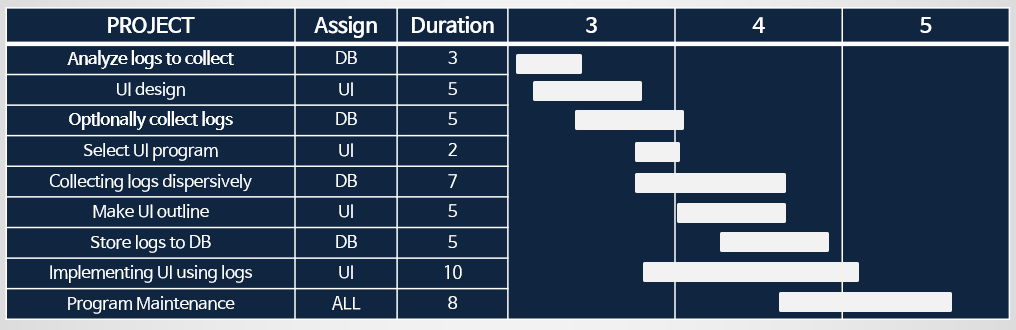 PROJECT Assign Duration 3 4 5
Analyze logs to collect DB 3
UI design UI 5
Optionally collect logs DB 5
Select UI program UI 2
Collecting logs dispersively DB 7
Make UI outline UI 5
Store logs to DB DB 5
Implementing UI using logs UI 10
Program Maintenance ALL 8